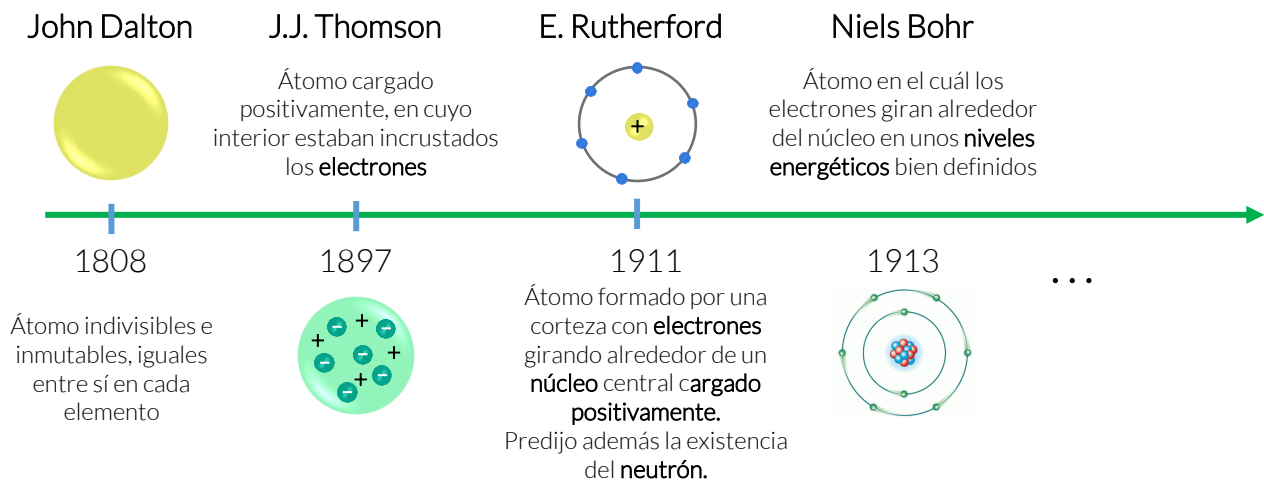 John Dalton
J.J. Thomson
Átomo cargado
positivamente, en cuyo
interior estaban incrustados
los electrones
E. Rutherford
+
Niels Bohr
Átomo en el cuál los
electrones giran alrededor
del núcleo en unos niveles
energéticos bien definidos
1808
1897
1911
1913
...
Átomo indivisibles e
inmutables, iguales
entre sí en cada
elemento
− + −
+ − − +
+ −
−
Átomo formado por una
corteza con electrones
girando alrededor de un
núcleo central cargado
positivamente.
Predijo además la existencia
del neutrón.